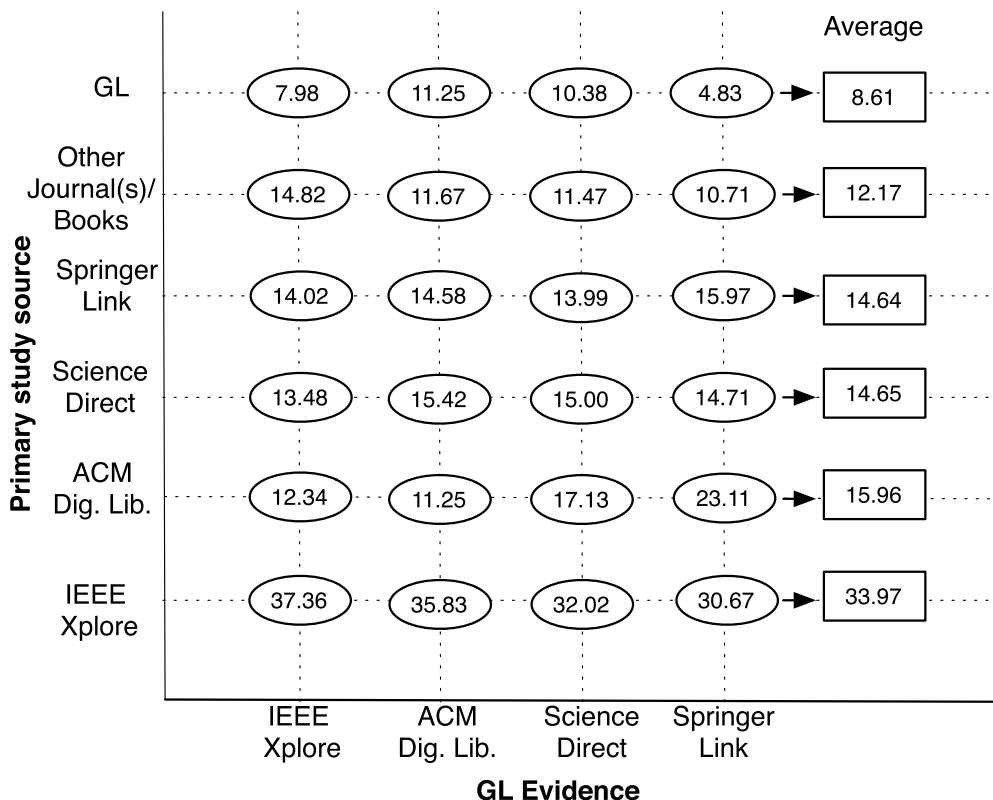 Average
GL
7.98 11.25 10.38 4.83 8.61
Other
Journal(s)/
Books
14.82 11.67 11.47 10.71 12.17
Springer
Link
14.02 14.58 13.99 15.97 14.64
Science
Direct
13.48 15.42 15.00 14.71 14.65
ACM
Dig. Lib.
12.34 11.25 17.13 23.11 15.96
IEEE
Xplore
37.36 35.83 32.02 30.67 33.97
Primary study source
IEEE ACM Science Springer
Xplore Dig. Lib. Direct Link
GL Evidence